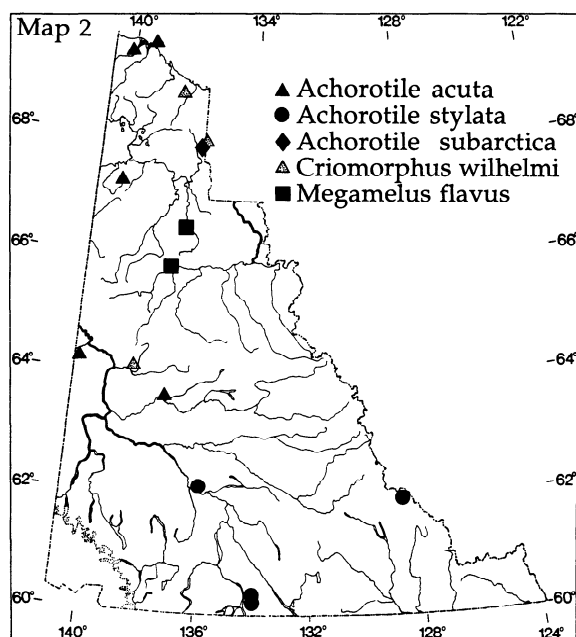 Map 2
140° 134° 122°
▲ Achorotile acuta
● Achorotile stylata
◆ Achorotile subarctica
▲ Criomorphus wilhelmi
■ Megamelus flavus
68° 68°
66° 66°
64° 64°
62° 62°
60° 60°
140° 136° 132° 128° 124°